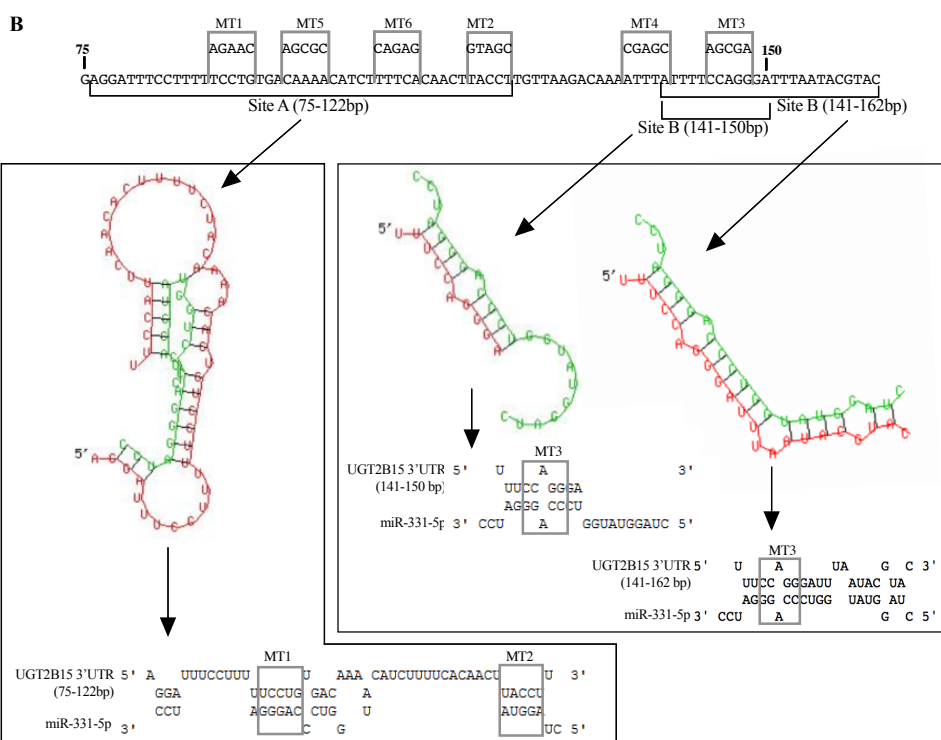 B
MT1 MT5 MT6 MT2 MT4 MT3
AGAAC AGCGC CAGAG GTAGC CGAGC AGCGA
75 150
GAGGATTTCCTTTTTCCTGTGACAAAACATCTTTTCACAACTTACCTTGTTAAGACAAAATTTATTTTCCAGGGATTTAATACGTAC
Site A (75-122bp)
Site B (141-162bp)
Site B (141-150bp)
5'
5'
5'
MT3
UGT2B15 3'UTR 5' U A 3'
(141-150 bp) UUCC GGGA
AGGG CCCU
miR-331-5p 3' CCU A GGUAUGGAUC 5'
MT3
UGT2B15 3'UTR 5' U A UA G C 3'
(141-162 bp) UUCC GGGAUU AUAC UA
AGGG CCCUGG UAUG AU
miR-331-5p 3' CCU A G C 5'
MT1 MT2
UGT2B15 3'UTR 5' A UUUCCUUU U AAA CAUCUUUUCACAACU U 3'
(75-122bp) GGA UUCCUG GAC A UACCU
CCU AGGGAC CUG U AUGGA
miR-331-5p 3' C G UC 5'